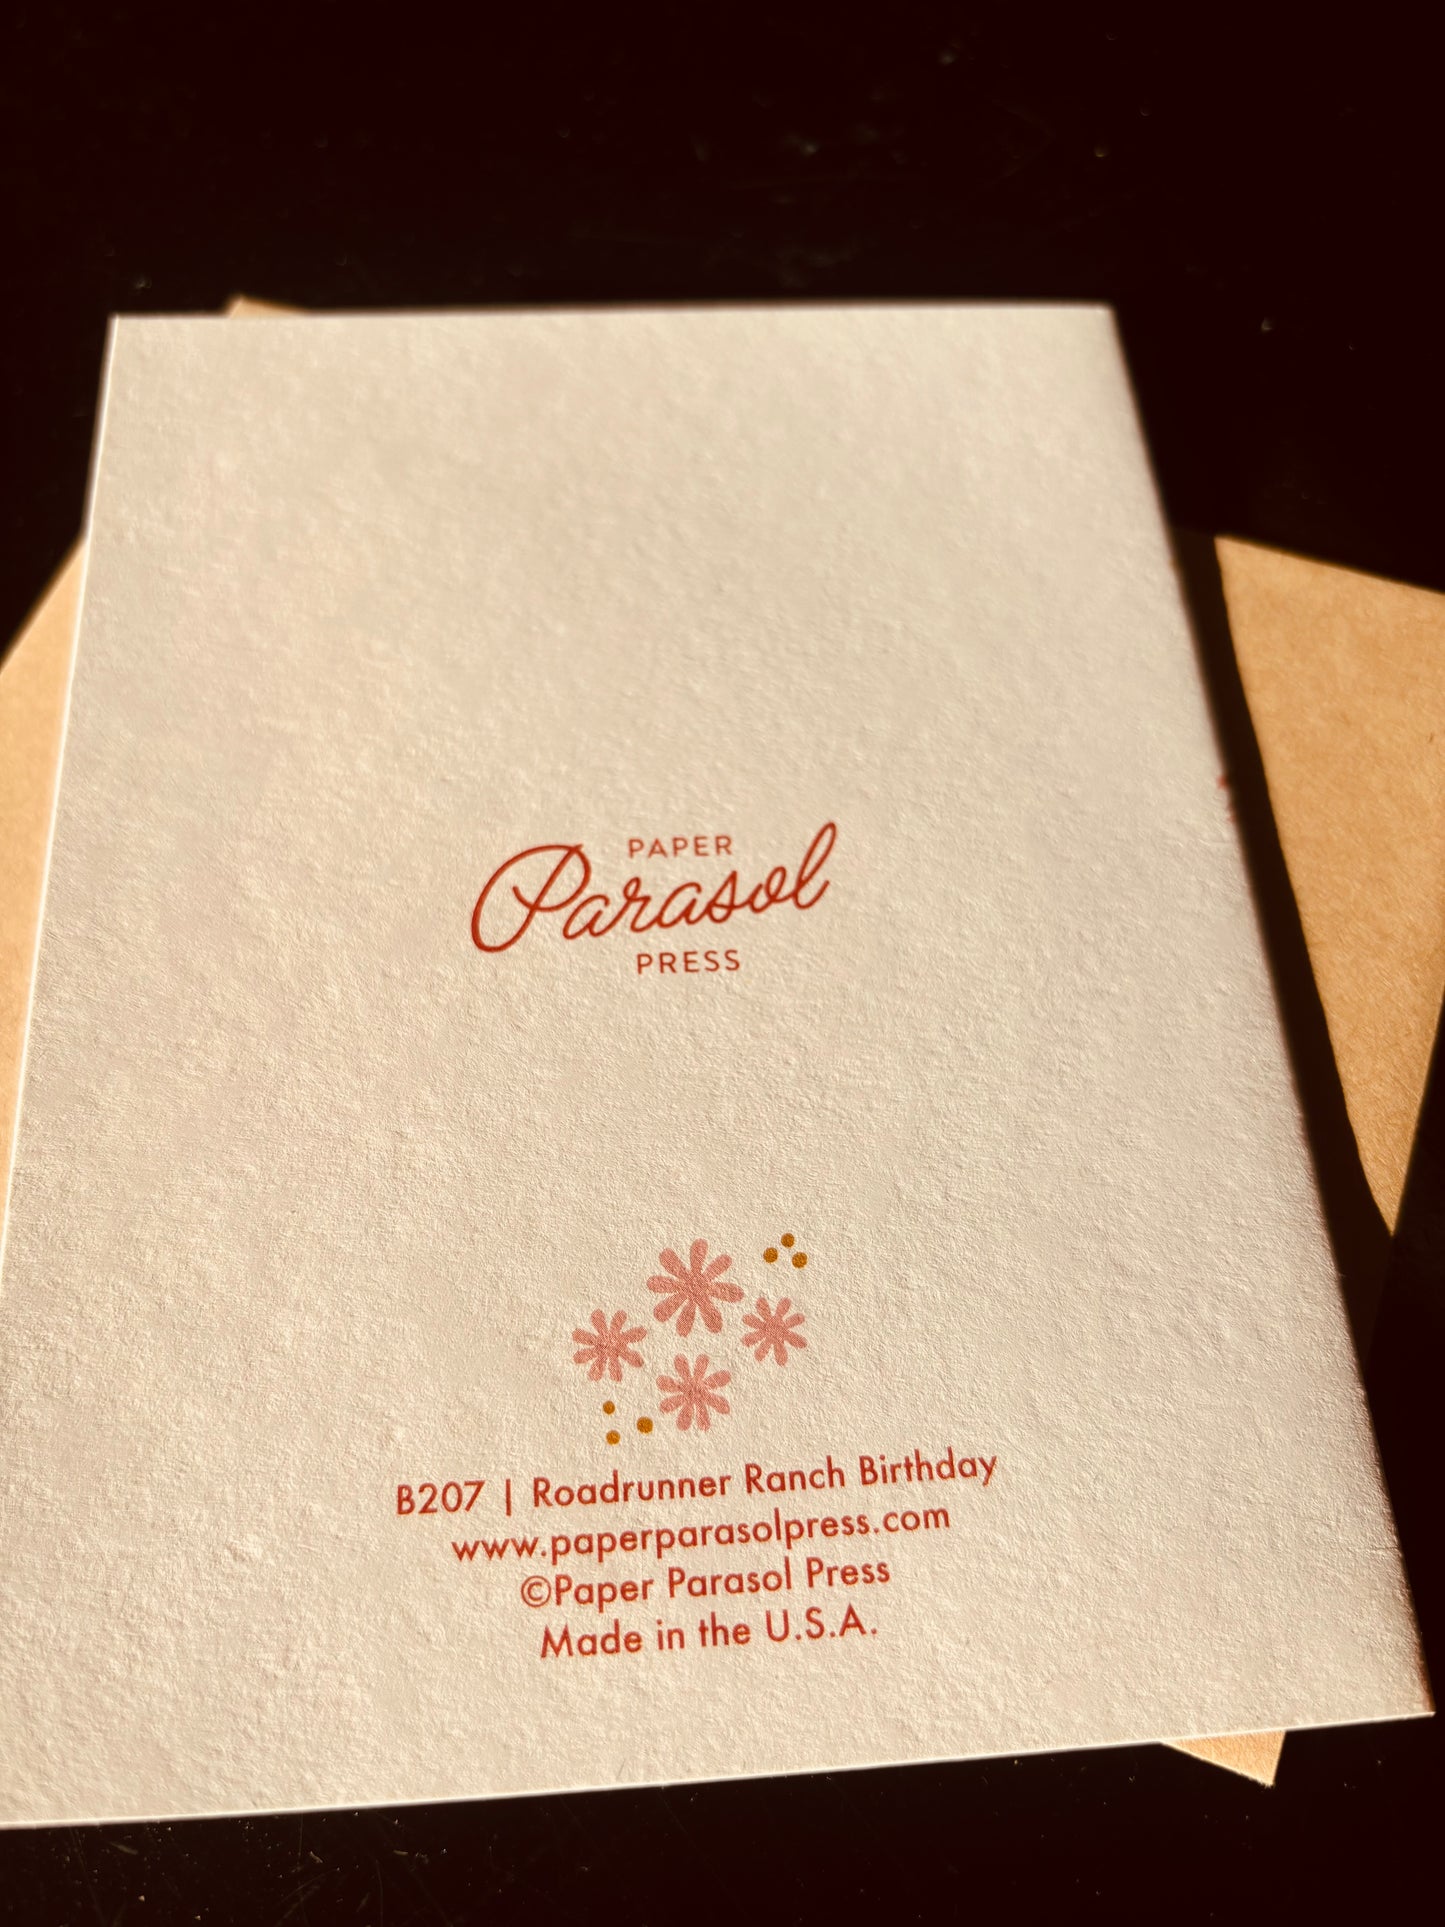 PAPER
Parasol
PRESS
B207 | Roadrunner Ranch Birthday
www.paperparasolpress.com
©Paper Parasol Press
Made in the U.S.A.